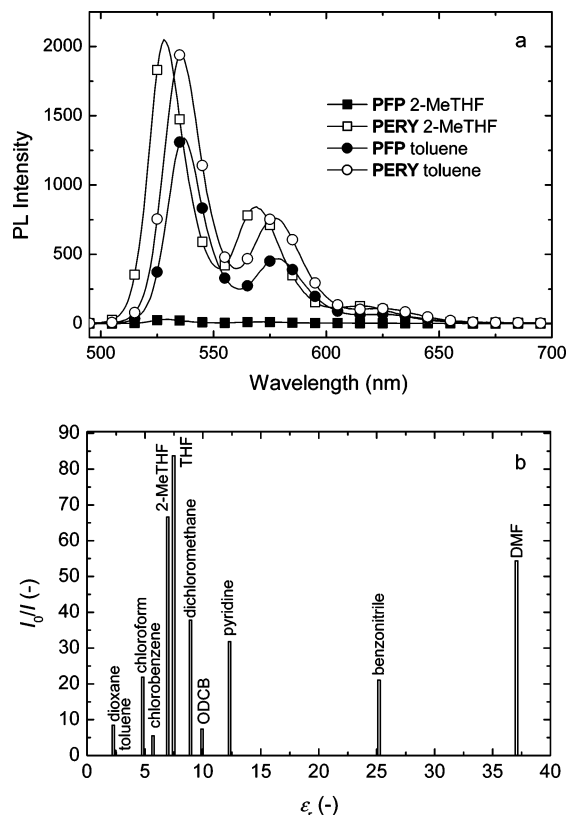 a
2000
1500
1000
500
0
PL Intensity
PFP 2-MeTHF
PERY 2-MeTHF
PFP toluene
PERY toluene
500 550 600 650 700
Wavelength (nm)
b
90
80
70
60
50
40
30
20
10
0
I₀/I (-)
dioxane
toluene
chloroform
chlorobenzene
2-MeTHF
THF
dichloromethane
ODCB
pyridine
benzonitrile
DMF
0 5 10 15 20 25 30 35 40
εᵣ (-)